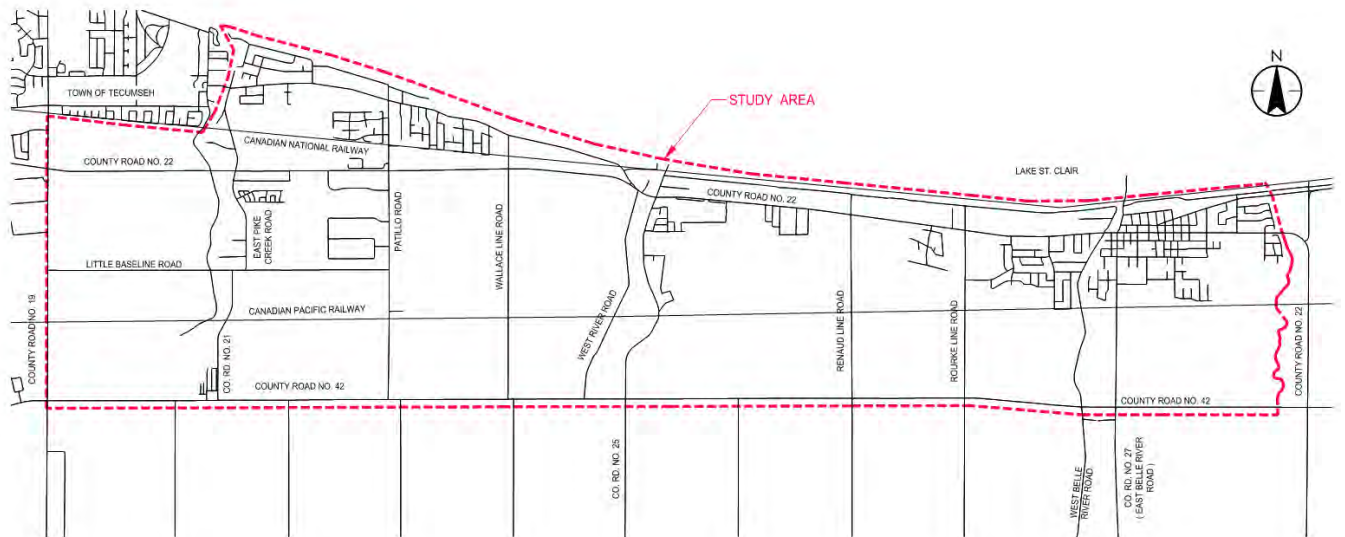 N
TOWN OF TECUMSEH
STUDY AREA
CANADIAN NATIONAL RAILWAY
COUNTY ROAD NO. 22
LAKE ST. CLAIR
COUNTY ROAD NO. 22
EAST PIKE
CREEK ROAD
PATILLO ROAD
WALLACE LINE ROAD
LITTLE BASELINE ROAD
CANADIAN PACIFIC RAILWAY
COUNTY ROAD NO. 19
CO. RD. NO. 21
WEST RIVER ROAD
RENAUD LINE ROAD
ROURKE LINE ROAD
COUNTY ROAD NO. 22
COUNTY ROAD NO. 42
COUNTY ROAD NO. 42
CO. RD. NO. 25
WEST BELLE
RIVER ROAD
CO. RD. NO. 27
( EAST BELLE RIVER
ROAD )